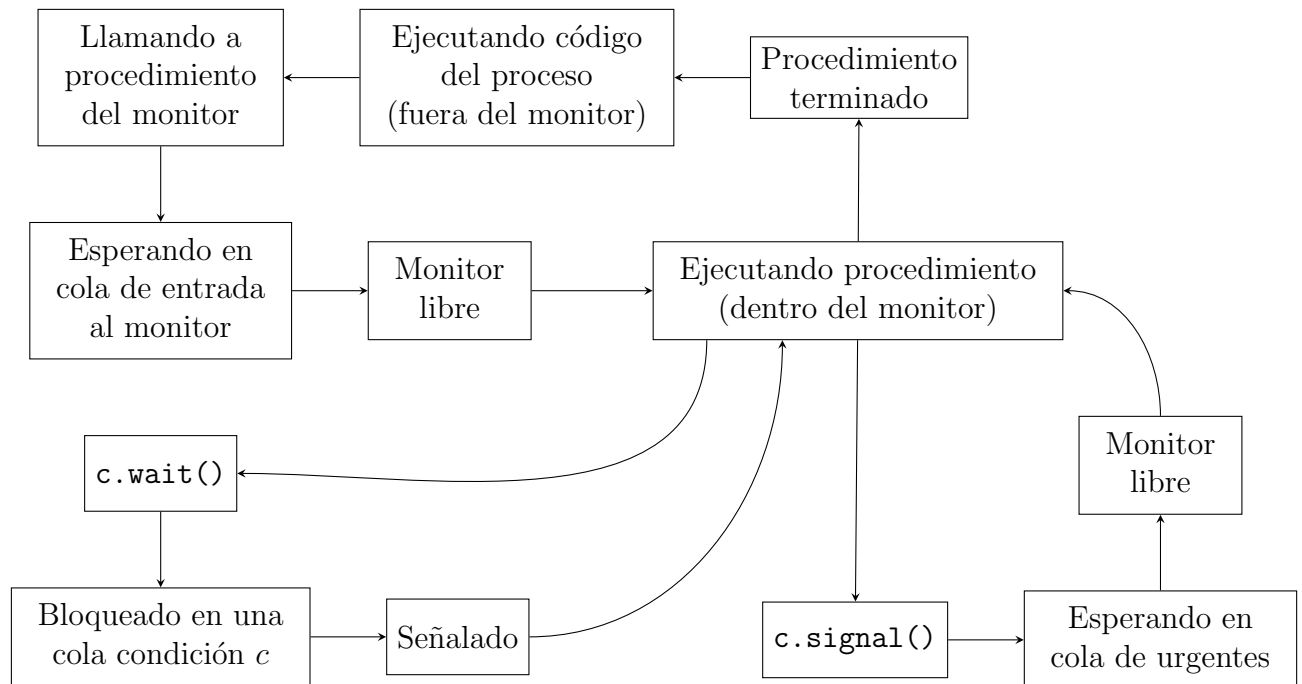 Llamando a
procedimiento
del monitor
Ejecutando código
del proceso
(fuera del monitor)
Procedimiento
terminado
Esperando en
cola de entrada
al monitor
Monitor
libre
Ejecutando procedimiento
(dentro del monitor)
c.wait()
Monitor
libre
Bloqueado en una
cola condición c
Señalado
c.signal()
Esperando en
cola de urgentes